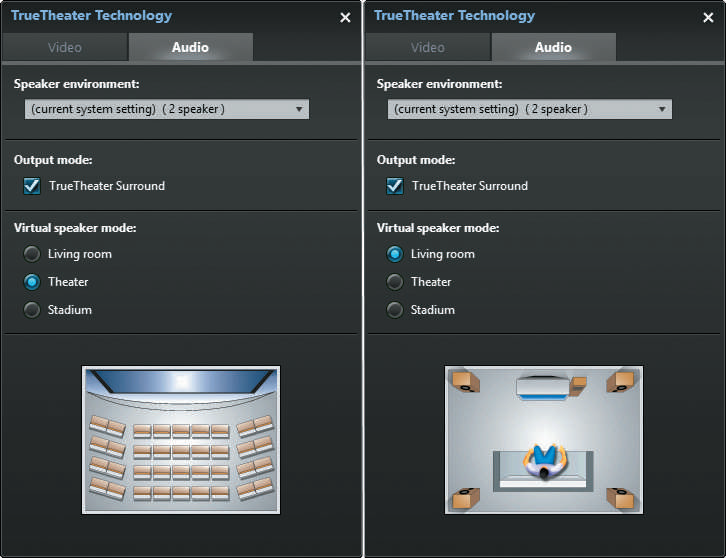 TrueTheater Technology
Video Audio
Speaker environment:
(current system setting) ( 2 speaker )
Output mode:
TrueTheater Surround
Virtual speaker mode:
Living room
Theater
Stadium
TrueTheater Technology
Video Audio
Speaker environment:
(current system setting) ( 2 speaker )
Output mode:
TrueTheater Surround
Virtual speaker mode:
Living room
Theater
Stadium